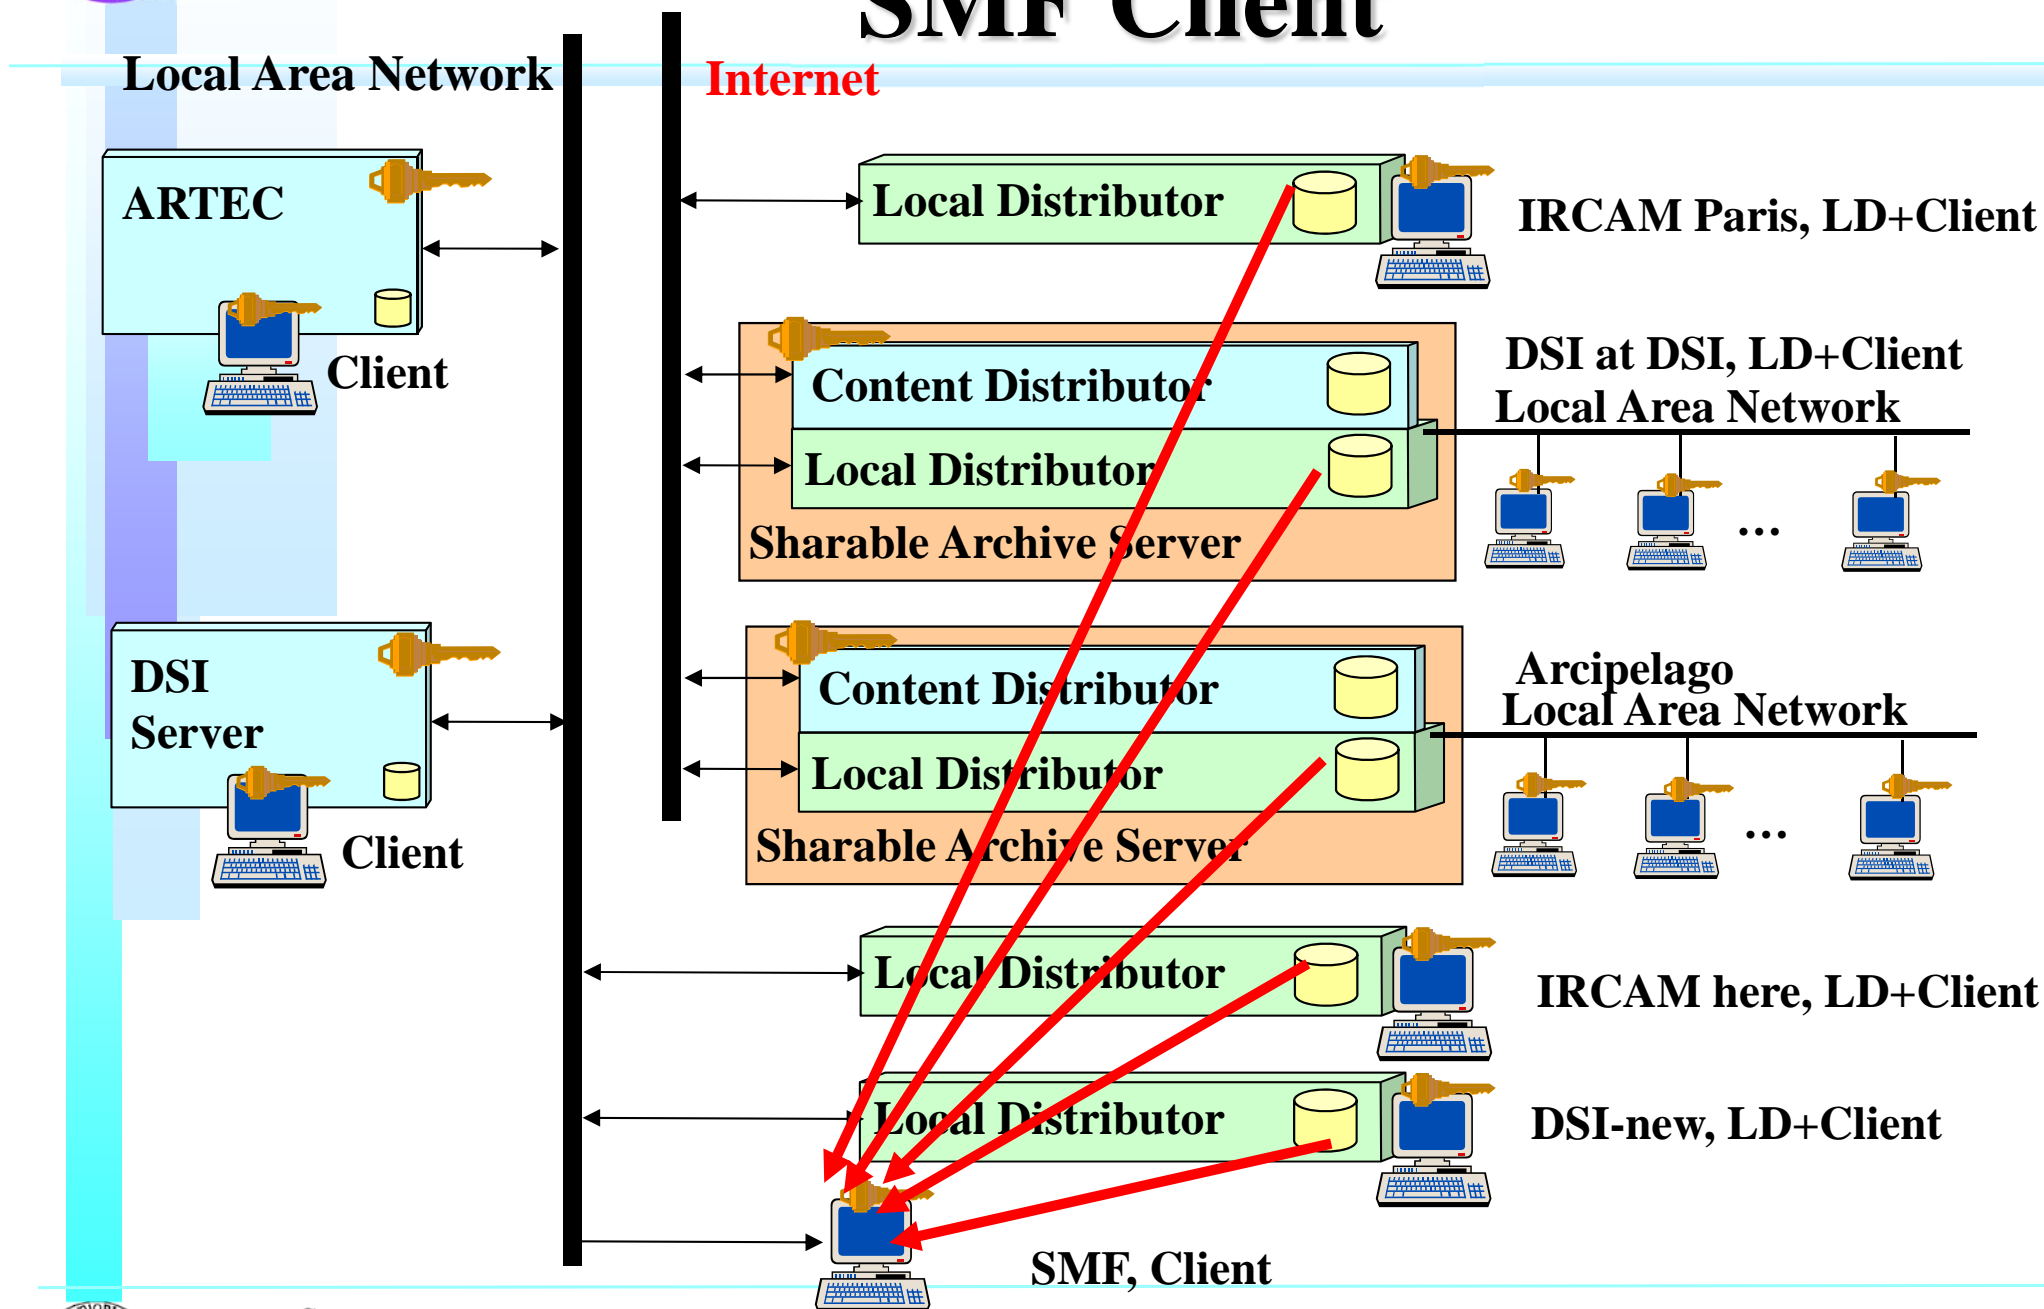 SMF Client
Local Area Network
Internet
ARTEC
Client
Local Distributor
IRCAM Paris, LD+Client
Content Distributor
Local Distributor
Sharable Archive Server
DSI at DSI, LD+Client
Local Area Network
...
DSI
Server
Client
Content Distributor
Local Distributor
Sharable Archive Server
Arcipelago
Local Area Network
...
Local Distributor
IRCAM here, LD+Client
Local Distributor
DSI-new, LD+Client
SMF, Client